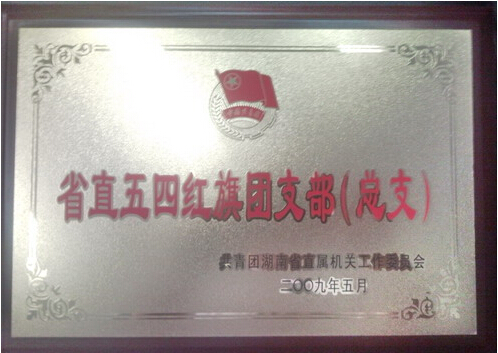 省直五四红旗团支部(总支)
共青团湖南省直属机关工作委员会
二〇〇九年五月